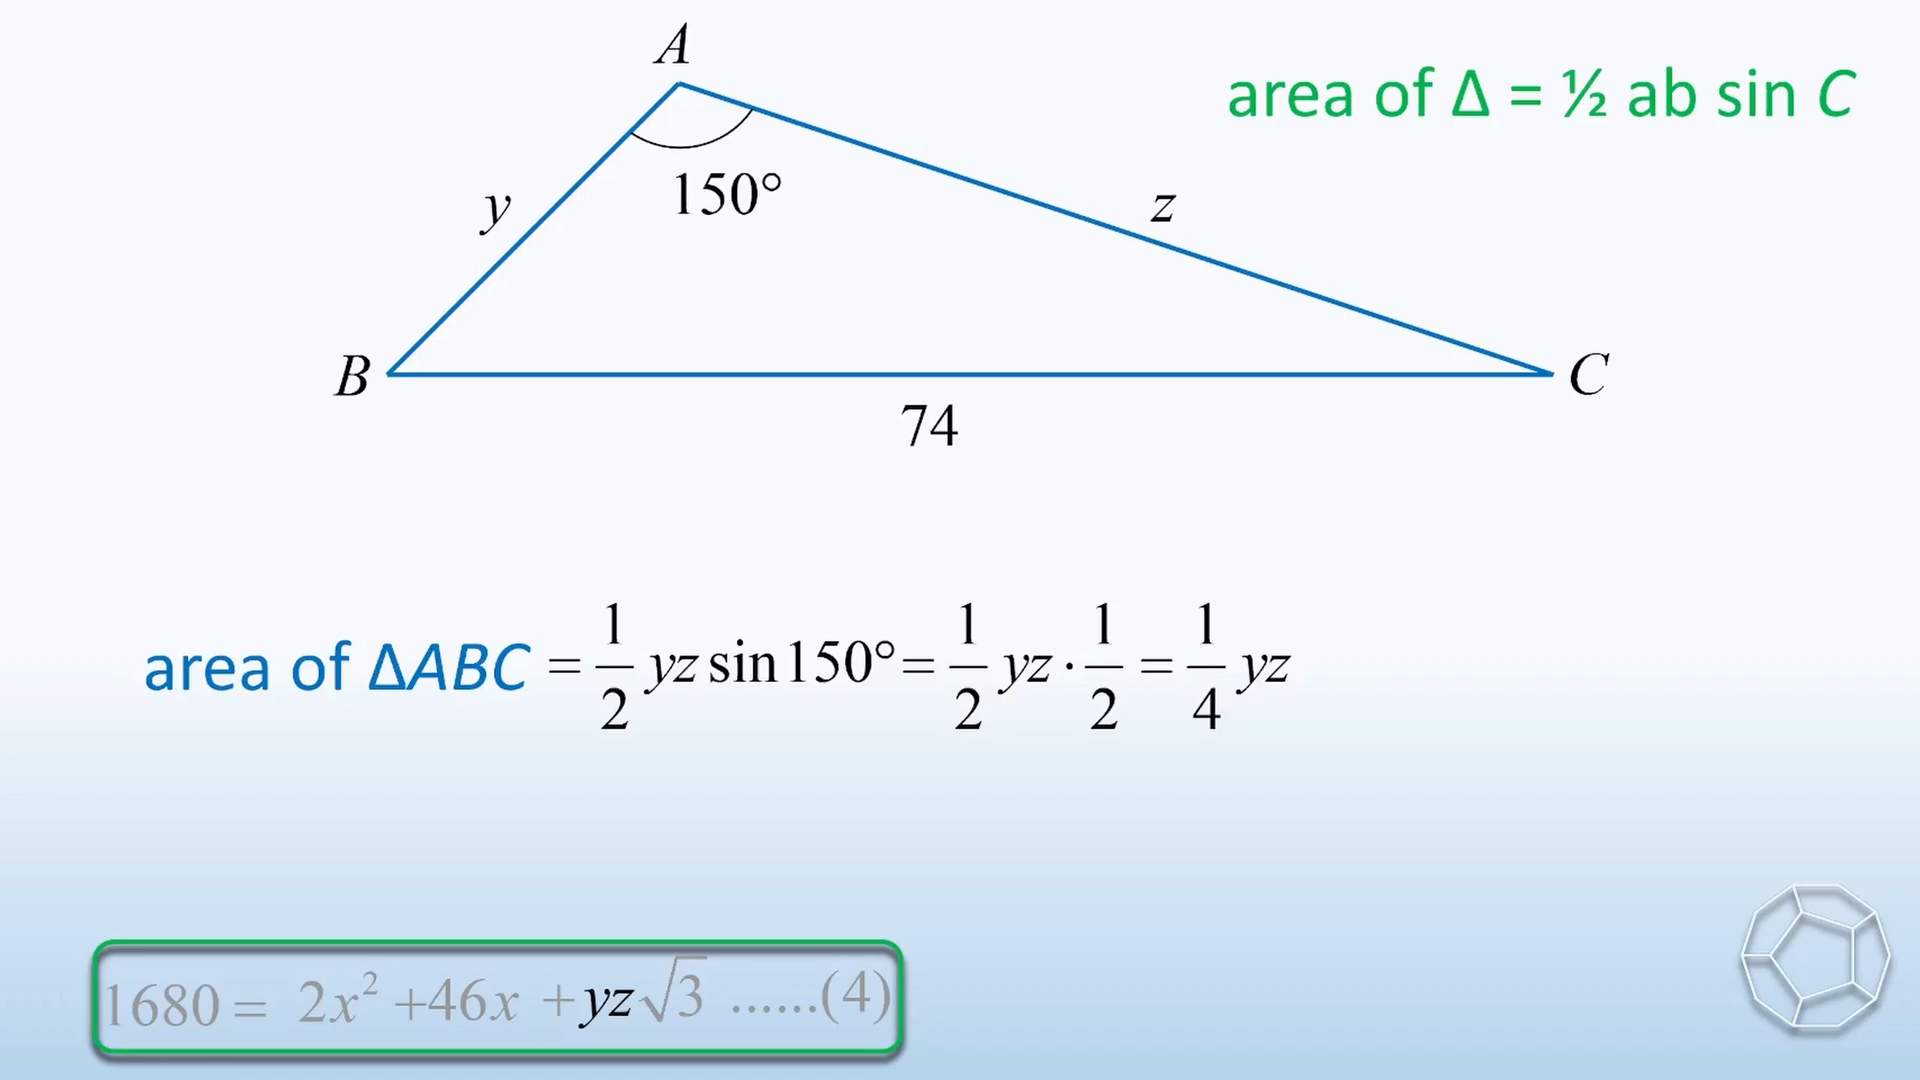 A
area of Δ = ½ ab sin C
y
150°
z
B
C
74
area of ΔABC = 1/2 yz sin 150° = 1/2 yz · 1/2 = 1/4 yz
1680 = 2x² + 46x + yz√3 ......(4)